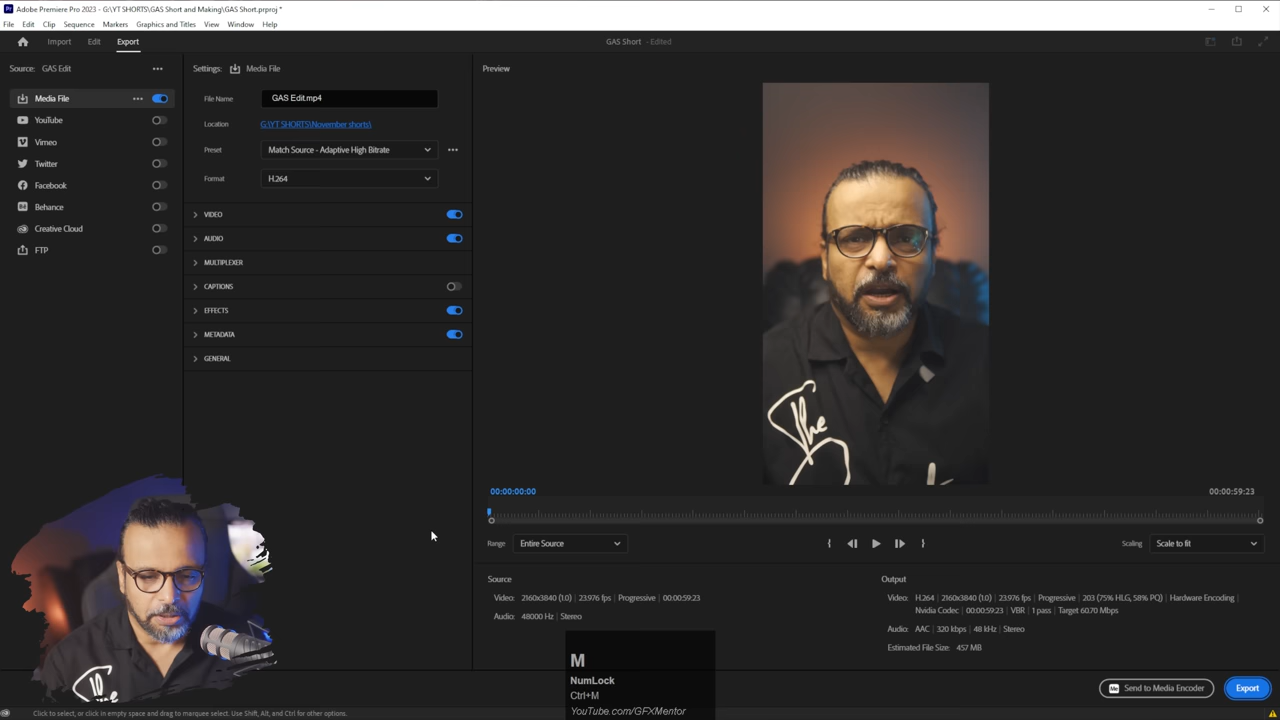 Adobe Premiere Pro 2023 - G:\YT SHORTS\GAS Short and Making\GAS Short.prproj *
File Edit Clip Sequence Markers Graphics and Titles View Window Help
Import Edit Export
GAS Short - Edited
Source: GAS Edit
Media File
YouTube
Vimeo
Twitter
Facebook
Behance
Creative Cloud
FTP
Settings: Media File
File Name GAS Edit.mp4
Location G:\YT SHORTS\November shorts\
Preset Match Source - Adaptive High Bitrate
Format H.264
VIDEO
AUDIO
MULTIPLEXER
CAPTIONS
EFFECTS
METADATA
GENERAL
Preview
The
00:00:00:00 00:00:59:23
Range Entire Source
Scaling Scale to fit
Source
Video: 2160x3840 (1.0) | 23.976 fps | Progressive | 00:00:59:23
Audio: 48000 Hz | Stereo
Output
Video: H.264 | 2160x3840 (1.0) | 23.976 fps | Progressive | 203 (75% HLG, 58% PQ) | Hardware Encoding |
Nvidia Codec | 00:00:59:23 | VBR | 1 pass | Target 60.70 Mbps
Audio: AAC | 320 kbps | 48 kHz | Stereo
Estimated File Size: 457 MB
The
M
NumLock
Ctrl+M
YouTube.com/GFXMentor
Send to Media Encoder
Export
Click to select, or click in empty space and drag to marquee select. Use Shift, Alt, and Ctrl for other options.